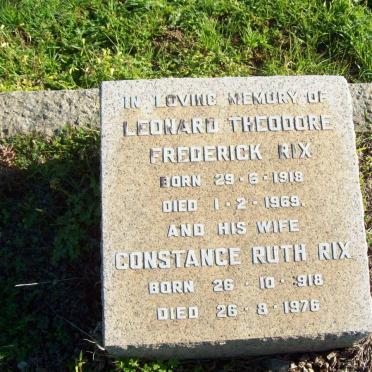 IN LOVING MEMORY OF
LEONARD THEODORE
FREDERICK RIX
BORN 29·6·1918
DIED 1·2·1969
AND HIS WIFE
CONSTANCE RUTH RIX
BORN 26·10·1918
DIED 26·8·1976